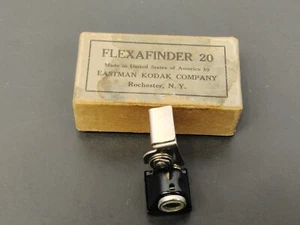 FLEXAFINDER 20
Made in United States of America by
EASTMAN KODAK COMPANY
Rochester, N. Y.